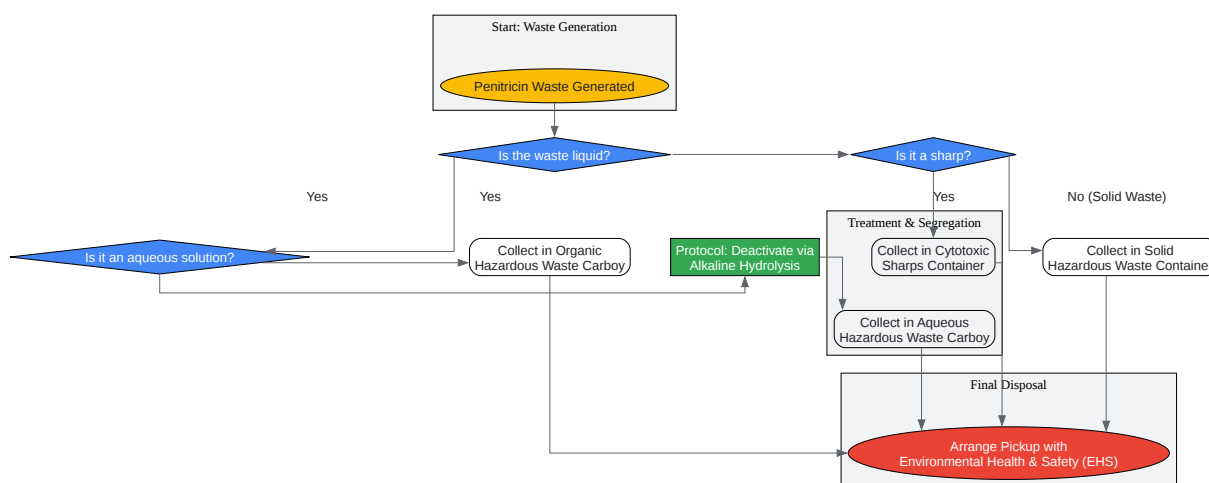 Start: Waste Generation
Penitricin Waste Generated
Is the waste liquid?
Is it a sharp?
Yes
Yes
Yes
No (Solid Waste)
Treatment & Segregation
Is it an aqueous solution?
Collect in Organic
Hazardous Waste Carboy
Protocol: Deactivate via
Alkaline Hydrolysis
Collect in Cytotoxic
Sharps Container
Collect in Solid
Hazardous Waste Container
Collect in Aqueous
Hazardous Waste Carboy
Final Disposal
Arrange Pickup with
Environmental Health & Safety (EHS)